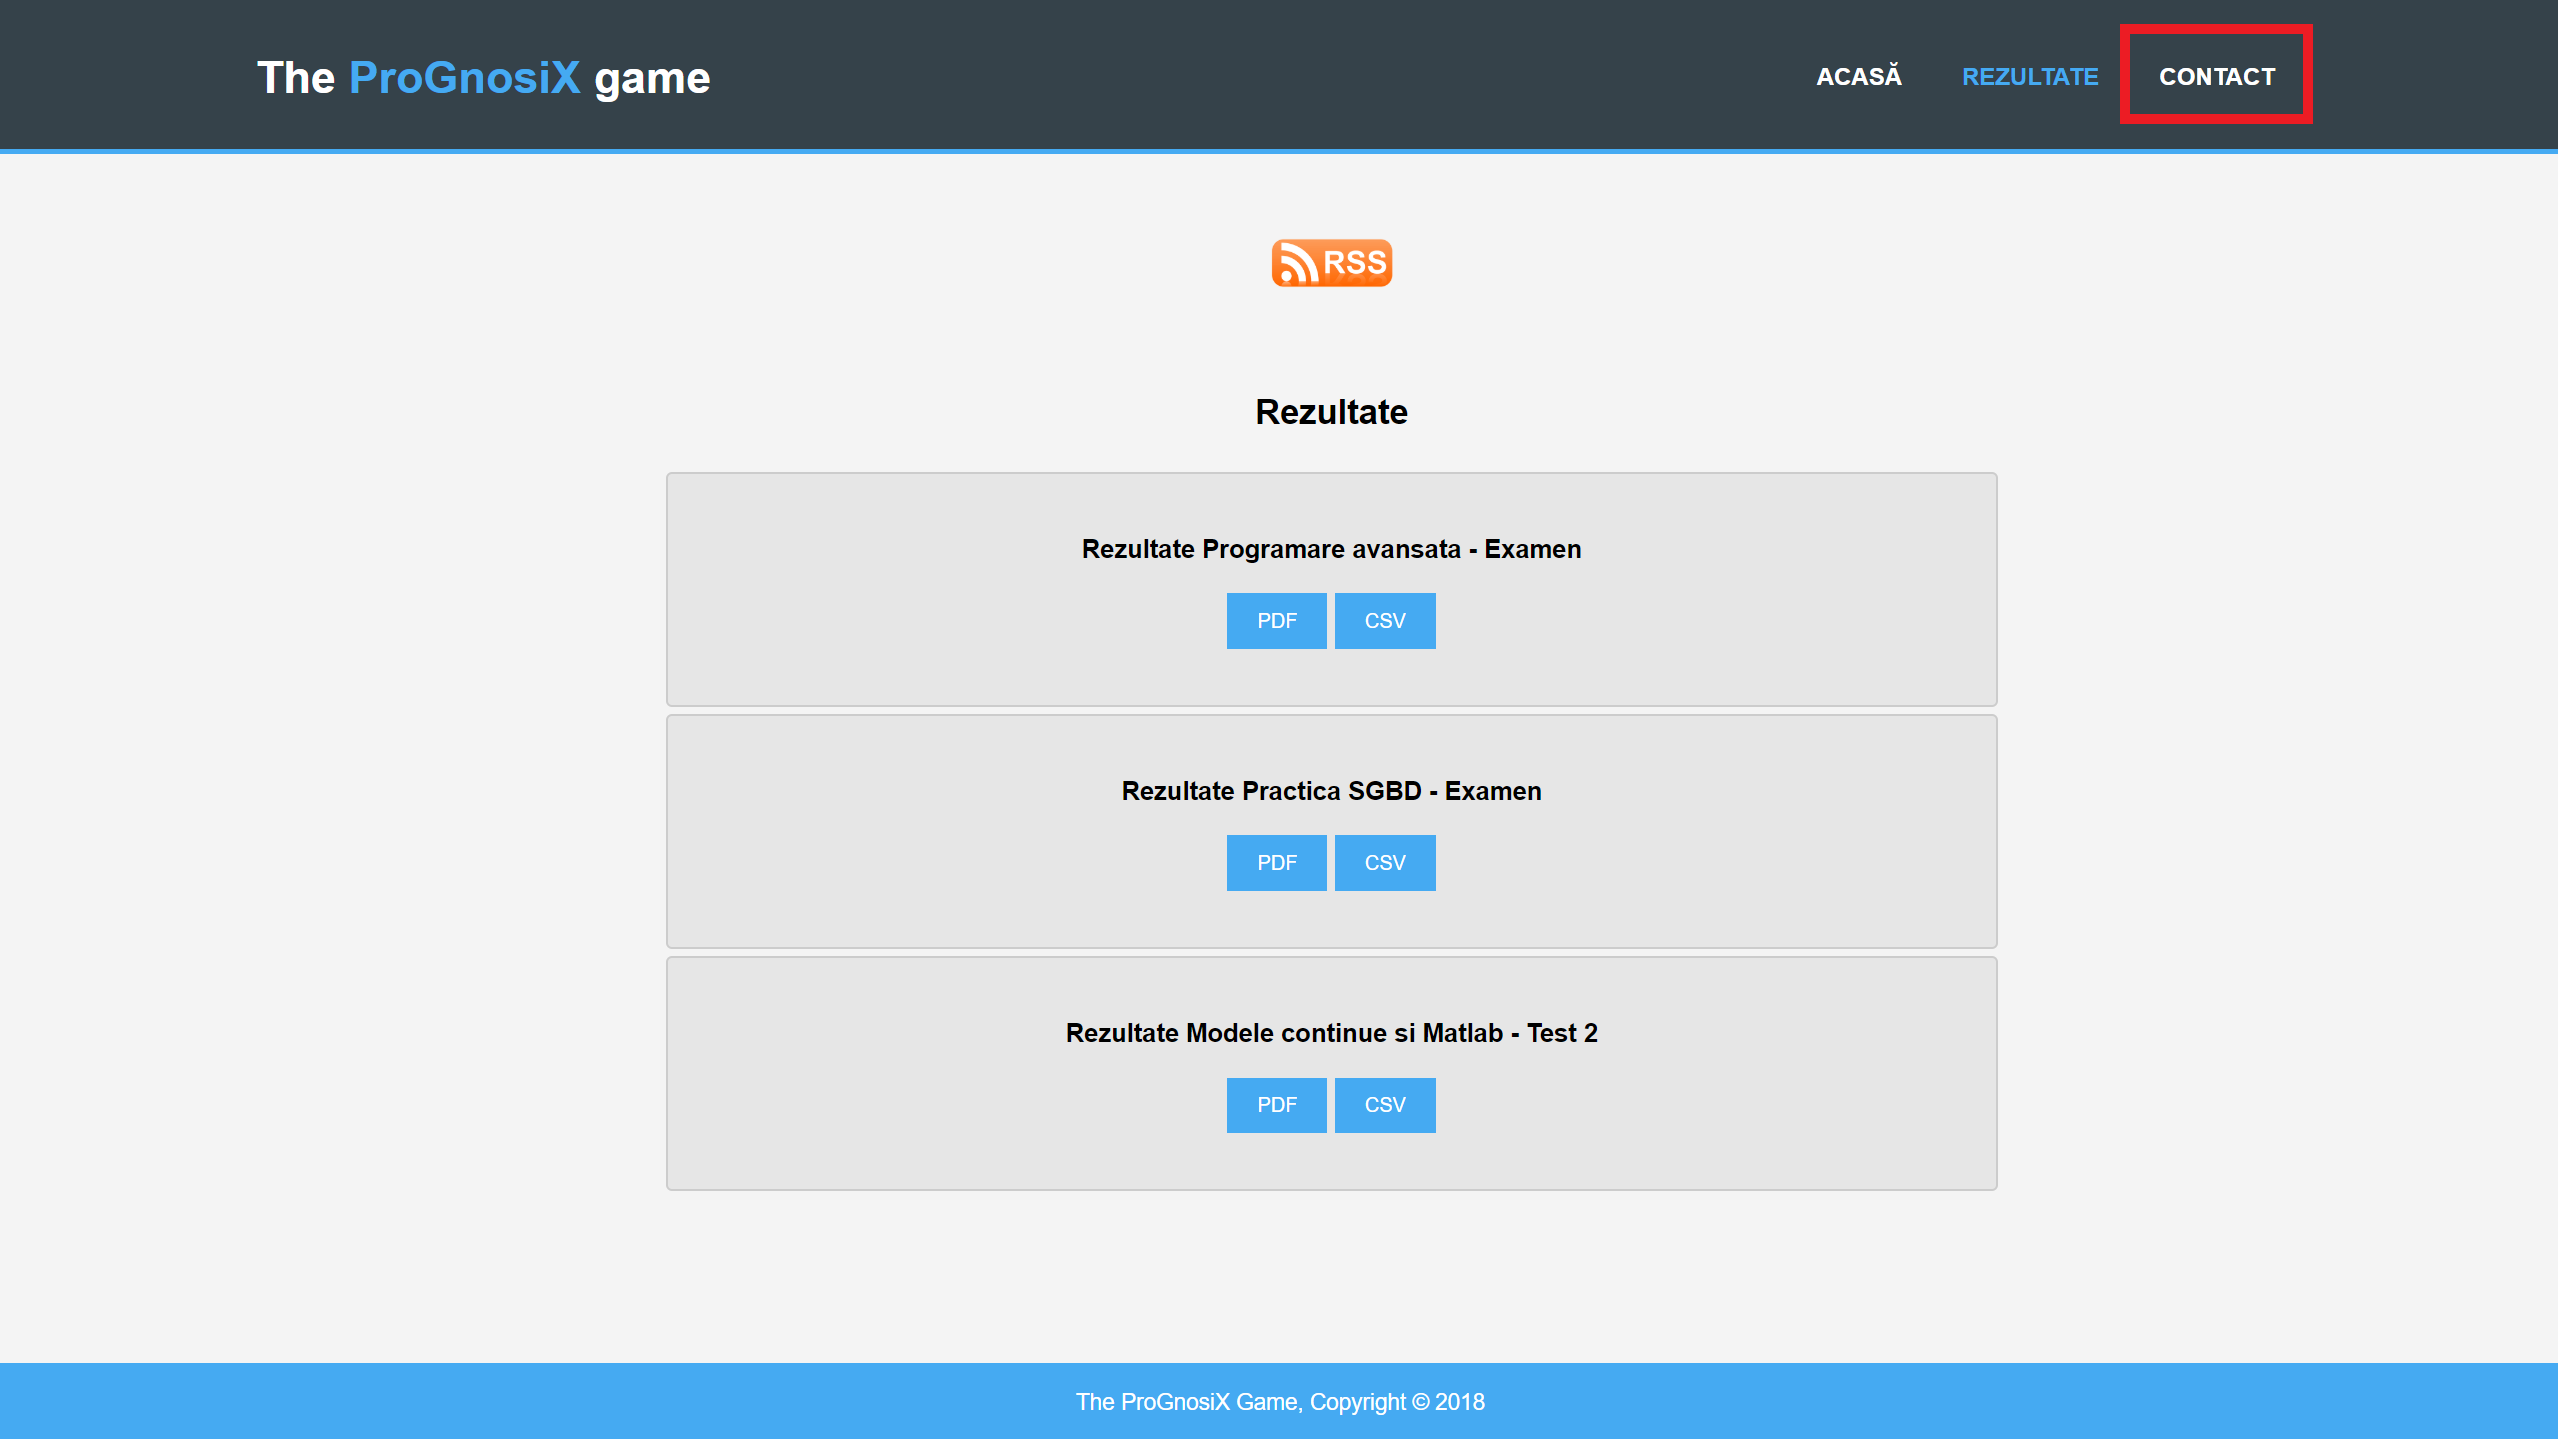 The ProGnosiX game
ACASĂ REZULTATE CONTACT
RSS
Rezultate
Rezultate Programare avansata - Examen
PDF CSV
Rezultate Practica SGBD - Examen
PDF CSV
Rezultate Modele continue si Matlab - Test 2
PDF CSV
The ProGnosiX Game, Copyright © 2018